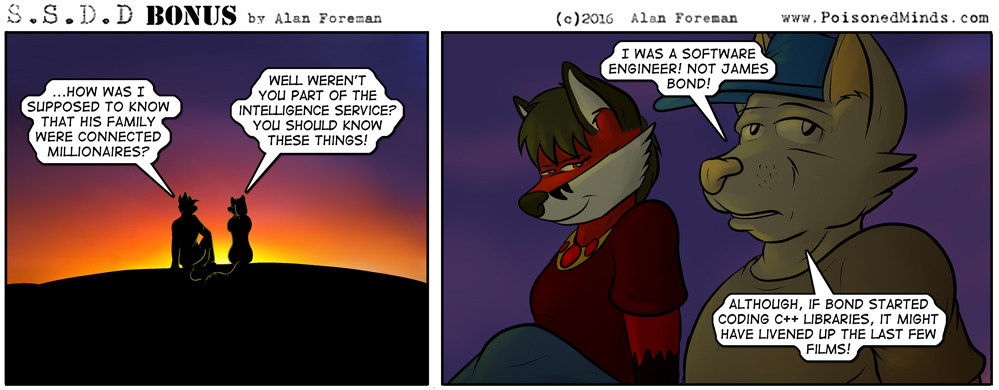 S.S.D.D BONUS by Alan Foreman
(c)2016 Alan Foreman www.PoisonedMinds.com
...HOW WAS I
SUPPOSED TO KNOW
THAT HIS FAMILY
WERE CONNECTED
MILLIONAIRES?
WELL WEREN'T
YOU PART OF THE
INTELLIGENCE SERVICE?
YOU SHOULD KNOW
THESE THINGS!
I WAS A SOFTWARE
ENGINEER! NOT JAMES
BOND!
ALTHOUGH, IF BOND STARTED
CODING C++ LIBRARIES, IT MIGHT
HAVE LIVENED UP THE LAST FEW
FILMS!